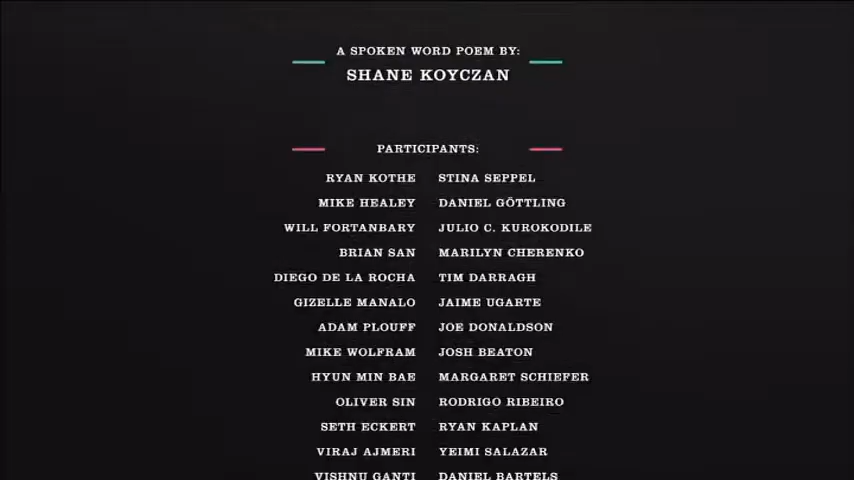 A SPOKEN WORD POEM BY:
SHANE KOYCZAN
PARTICIPANTS:
RYAN KOTHE STINA SEPPEL
MIKE HEALEY DANIEL GÖTTLING
WILL FORTANBARY JULIO C. KUROKODILE
BRIAN SAN MARILYN CHERENKO
DIEGO DE LA ROCHA TIM DARRAGH
GIZELLE MANALO JAIME UGARTE
ADAM PLOUFF JOE DONALDSON
MIKE WOLFRAM JOSH BEATON
HYUN MIN BAE MARGARET SCHIEFER
OLIVER SIN RODRIGO RIBEIRO
SETH ECKERT RYAN KAPLAN
VIRAJ AJMERI YEIMI SALAZAR
VISHNU GANTI DANIEL BARTELS